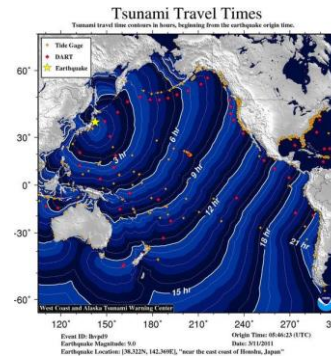 Tsunami Travel Times
Tsunami travel time contours in hours, beginning from the earthquake origin time.
Tide Gage
DART
Earthquake
60°
30°
0°
-30°
-60°
3 hr
6 hr
9 hr
12 hr
15 hr
18 hr
21 hr
West Coast and Alaska Tsunami Warning Center
120° 150° 180° 210° 240° 270°
Event ID: lhvpd9 Origin Time: 05:46:23 (UTC)
Earthquake Magnitude: 9.0 Date: 3/11/2011
Earthquake Location: [38.322N, 142.369E], "near the east coast of Honshu, Japan"